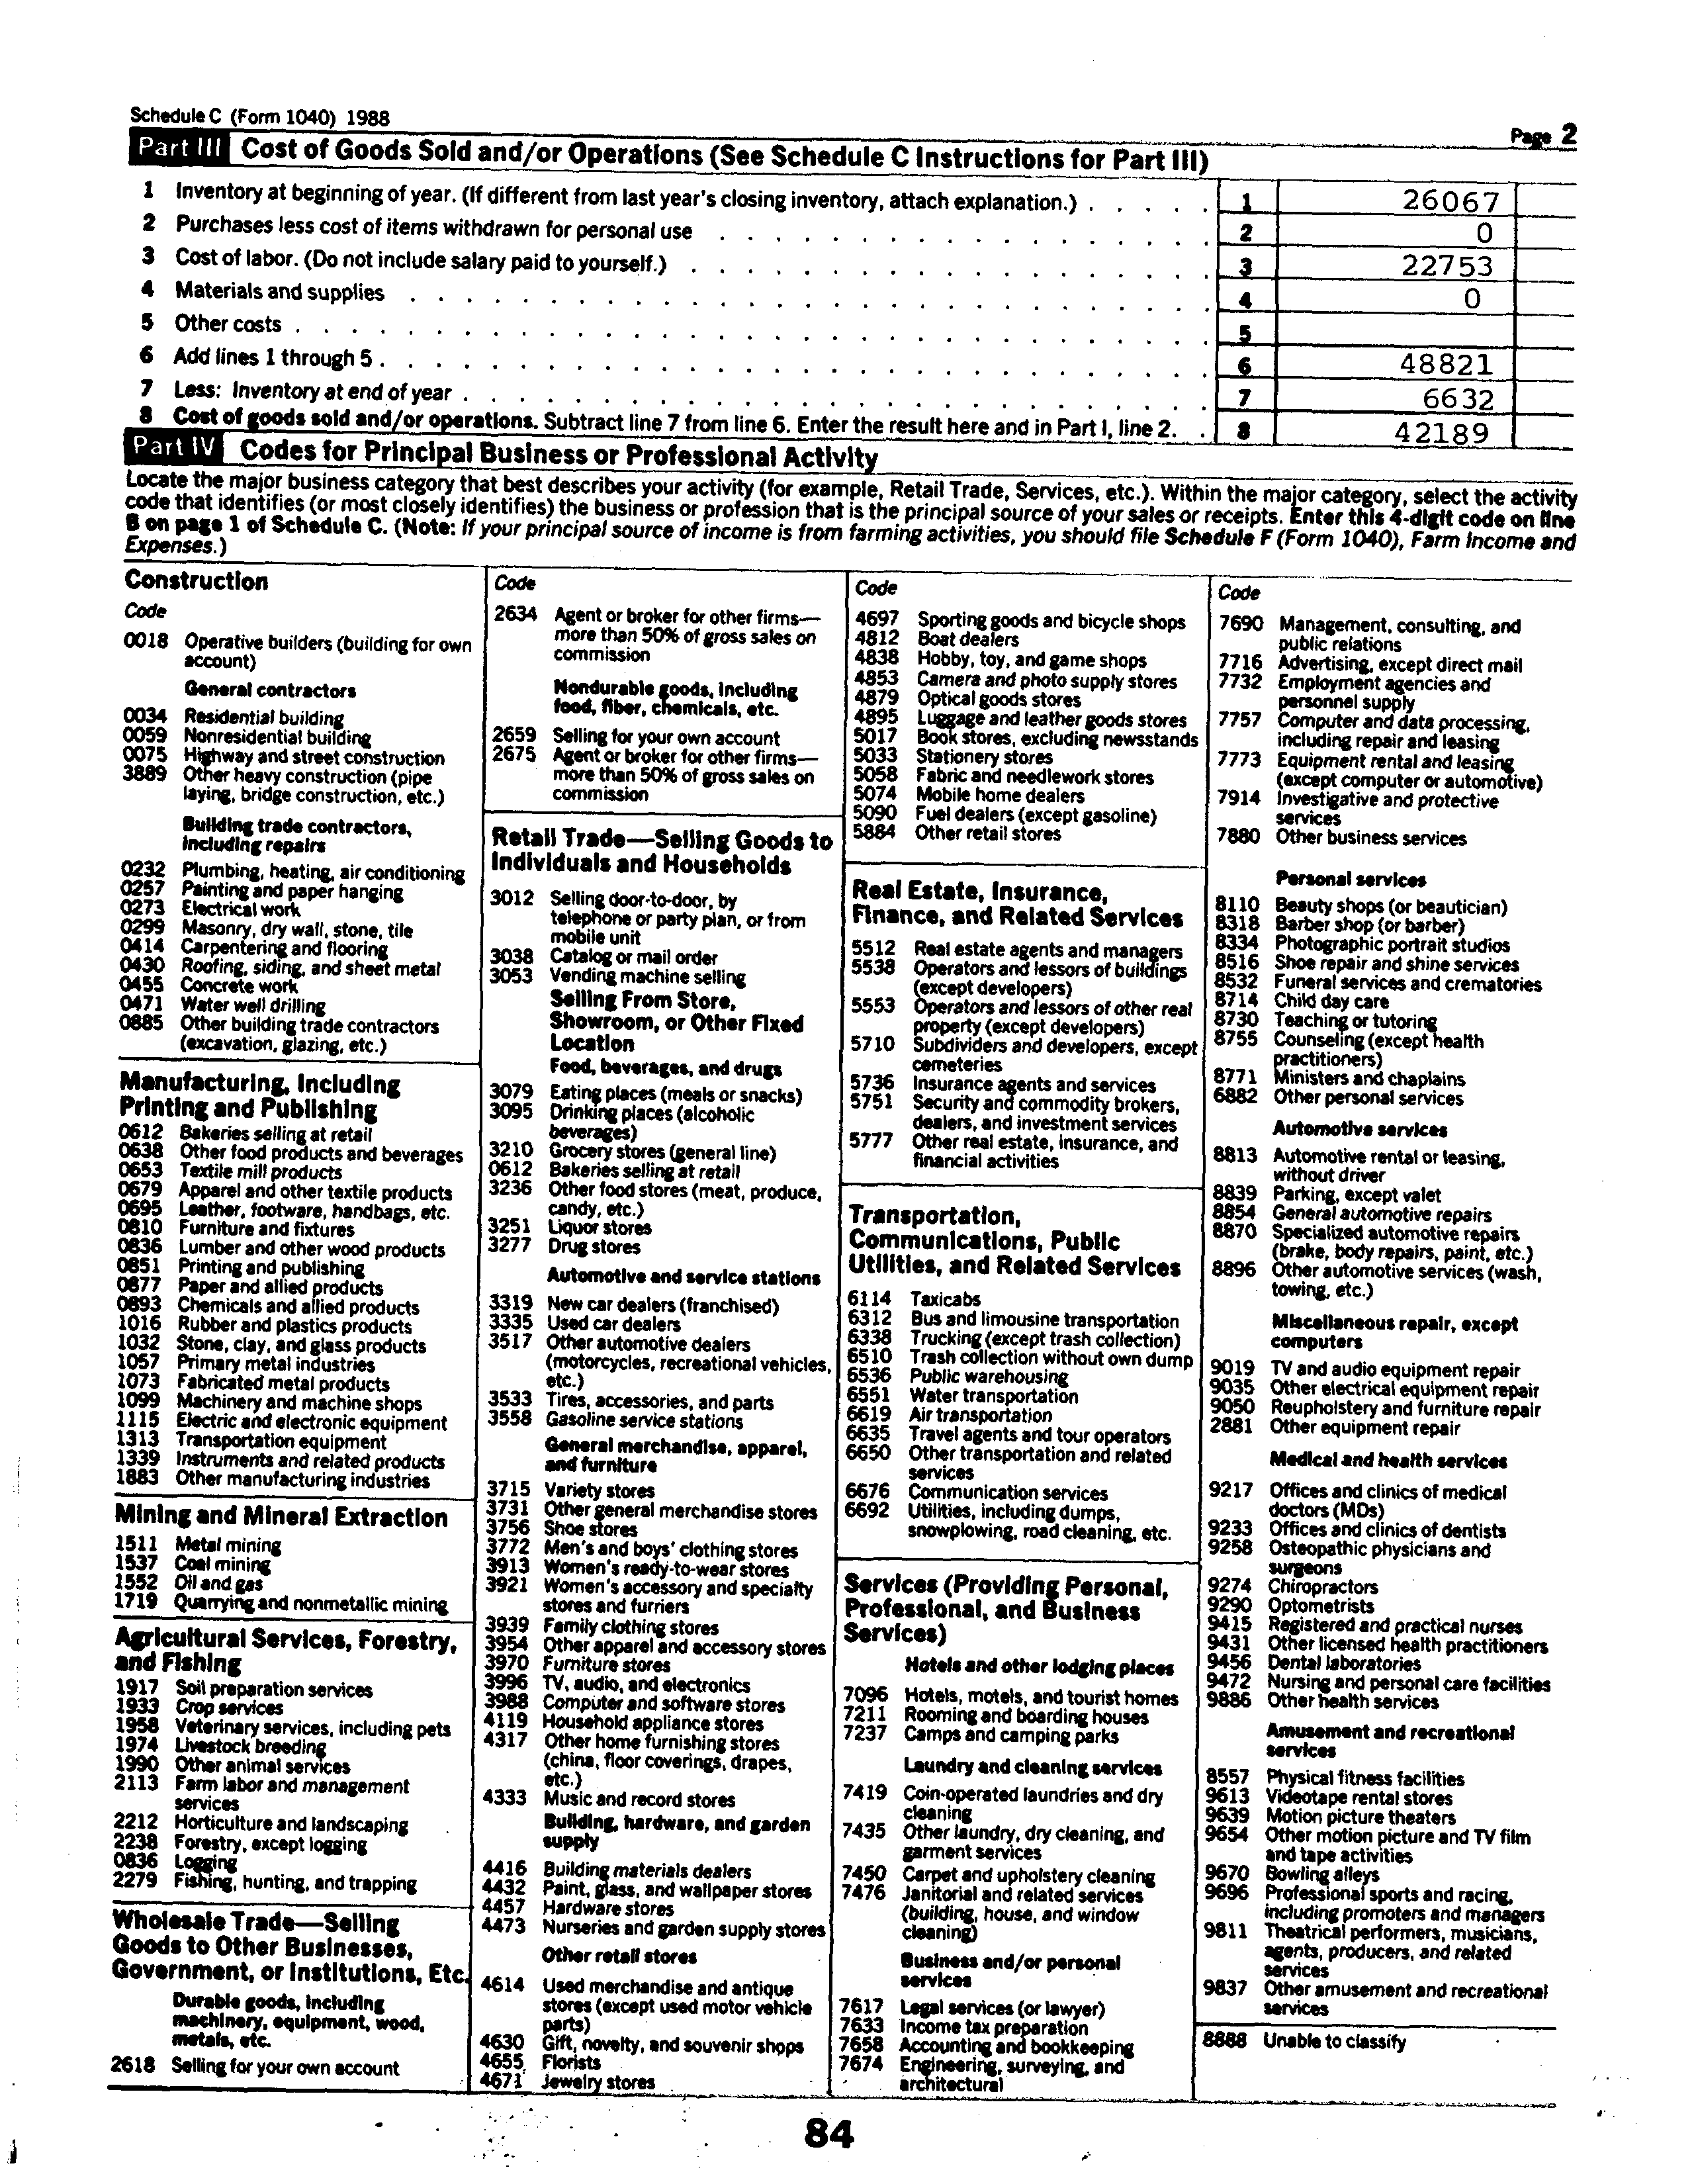 Schedule C (Form 1040) 1988
Page 2
Part III Cost of Goods Sold and/or Operations (See Schedule C Instructions for Part III)
1 Inventory at beginning of year. (If different from last year's closing inventory, attach explanation.) . . . . . 1 26067
2 Purchases less cost of items withdrawn for personal use . . . . . . . . . . . . . . . . . . 2 0
3 Cost of labor. (Do not include salary paid to yourself.) . . . . . . . . . . . . . . . . . . . 3 22753
4 Materials and supplies . . . . . . . . . . . . . . . . . . . . . . . . . . . . . 4 0
5 Other costs . . . . . . . . . . . . . . . . . . . . . . . . . . . . . . . . . 5
6 Add lines 1 through 5 . . . . . . . . . . . . . . . . . . . . . . . . . . . . . . 6 48821
7 Less: Inventory at end of year . . . . . . . . . . . . . . . . . . . . . . . . . . . 7 6632
8 Cost of goods sold and/or operations. Subtract line 7 from line 6. Enter the result here and in Part I, line 2. . 8 42189
Part IV Codes for Principal Business or Professional Activity
Locate the major business category that best describes your activity (for example, Retail Trade, Services, etc.). Within the major category, select the activity
code that identifies (or most closely identifies) the business or profession that is the principal source of your sales or receipts. Enter this 4-digit code on line
B on page 1 of Schedule C. (Note: If your principal source of income is from farming activities, you should file Schedule F (Form 1040), Farm Income and
Expenses.)
Construction
Code
0018 Operative builders (building for own
account)
General contractors
0034 Residential building
0059 Nonresidential building
0075 Highway and street construction
3889 Other heavy construction (pipe
laying, bridge construction, etc.)
Building trade contractors,
including repairs
0232 Plumbing, heating, air conditioning
0257 Painting and paper hanging
0273 Electrical work
0299 Masonry, dry wall, stone, tile
0414 Carpentering and flooring
0430 Roofing, siding, and sheet metal
0455 Concrete work
0471 Water well drilling
0885 Other building trade contractors
(excavation, glazing, etc.)
Manufacturing, Including
Printing and Publishing
0612 Bakeries selling at retail
0638 Other food products and beverages
0653 Textile mill products
0679 Apparel and other textile products
0695 Leather, footware, handbags, etc.
0810 Furniture and fixtures
0836 Lumber and other wood products
0851 Printing and publishing
0877 Paper and allied products
0893 Chemicals and allied products
1016 Rubber and plastics products
1032 Stone, clay, and glass products
1057 Primary metal industries
1073 Fabricated metal products
1099 Machinery and machine shops
1115 Electric and electronic equipment
1313 Transportation equipment
1339 Instruments and related products
1883 Other manufacturing industries
Mining and Mineral Extraction
1511 Metal mining
1537 Coal mining
1552 Oil and gas
1719 Quarrying and nonmetallic mining
Agricultural Services, Forestry,
and Fishing
1917 Soil preparation services
1933 Crop services
1958 Veterinary services, including pets
1974 Livestock breeding
1990 Other animal services
2113 Farm labor and management
services
2212 Horticulture and landscaping
2238 Forestry, except logging
0836 Logging
2279 Fishing, hunting, and trapping
Wholesale Trade—Selling
Goods to Other Businesses,
Government, or Institutions, Etc.
Durable goods, including
machinery, equipment, wood,
metals, etc.
2618 Selling for your own account
Code
2634 Agent or broker for other firms—
more than 50% of gross sales on
commission
Nondurable goods, including
food, fiber, chemicals, etc.
2659 Selling for your own account
2675 Agent or broker for other firms—
more than 50% of gross sales on
commission
Retail Trade—Selling Goods to
Individuals and Households
3012 Selling door-to-door, by
telephone or party plan, or from
mobile unit
3038 Catalog or mail order
3053 Vending machine selling
Selling From Store,
Showroom, or Other Fixed
Location
Food, beverages, and drugs
3079 Eating places (meals or snacks)
3095 Drinking places (alcoholic
beverages)
3210 Grocery stores (general line)
0612 Bakeries selling at retail
3236 Other food stores (meat, produce,
candy, etc.)
3251 Liquor stores
3277 Drug stores
Automotive and service stations
3319 New car dealers (franchised)
3335 Used car dealers
3517 Other automotive dealers
(motorcycles, recreational vehicles,
etc.)
3533 Tires, accessories, and parts
3558 Gasoline service stations
General merchandise, apparel,
and furniture
3715 Variety stores
3731 Other general merchandise stores
3756 Shoe stores
3772 Men's and boys' clothing stores
3913 Women's ready-to-wear stores
3921 Women's accessory and specialty
stores and furriers
3939 Family clothing stores
3954 Other apparel and accessory stores
3970 Furniture stores
3996 TV, audio, and electronics
3988 Computer and software stores
4119 Household appliance stores
4317 Other home furnishing stores
(china, floor coverings, drapes,
etc.)
4333 Music and record stores
Building, hardware, and garden
supply
4416 Building materials dealers
4432 Paint, glass, and wallpaper stores
4457 Hardware stores
4473 Nurseries and garden supply stores
Other retail stores
4614 Used merchandise and antique
stores (except used motor vehicle
parts)
4630 Gift, novelty, and souvenir shops
4655 Florists
4671 Jewelry stores
Code
4697 Sporting goods and bicycle shops
4812 Boat dealers
4838 Hobby, toy, and game shops
4853 Camera and photo supply stores
4879 Optical goods stores
4895 Luggage and leather goods stores
5017 Book stores, excluding newsstands
5033 Stationery stores
5058 Fabric and needlework stores
5074 Mobile home dealers
5090 Fuel dealers (except gasoline)
5884 Other retail stores
Real Estate, Insurance,
Finance, and Related Services
5512 Real estate agents and managers
5538 Operators and lessors of buildings
(except developers)
5553 Operators and lessors of other real
property (except developers)
5710 Subdividers and developers, except
cemeteries
5736 Insurance agents and services
5751 Security and commodity brokers,
dealers, and investment services
5777 Other real estate, insurance, and
financial activities
Transportation,
Communications, Public
Utilities, and Related Services
6114 Taxicabs
6312 Bus and limousine transportation
6338 Trucking (except trash collection)
6510 Trash collection without own dump
6536 Public warehousing
6551 Water transportation
6619 Air transportation
6635 Travel agents and tour operators
6650 Other transportation and related
services
6676 Communication services
6692 Utilities, including dumps,
snowplowing, road cleaning, etc.
Services (Providing Personal,
Professional, and Business
Services)
Hotels and other lodging places
7096 Hotels, motels, and tourist homes
7211 Rooming and boarding houses
7237 Camps and camping parks
Laundry and cleaning services
7419 Coin-operated laundries and dry
cleaning
7435 Other laundry, dry cleaning, and
garment services
7450 Carpet and upholstery cleaning
7476 Janitorial and related services
(building, house, and window
cleaning)
Business and/or personal
services
7617 Legal services (or lawyer)
7633 Income tax preparation
7658 Accounting and bookkeeping
7674 Engineering, surveying, and
architectural
Code
7690 Management, consulting, and
public relations
7716 Advertising, except direct mail
7732 Employment agencies and
personnel supply
7757 Computer and data processing,
including repair and leasing
7773 Equipment rental and leasing
(except computer or automotive)
7914 Investigative and protective
services
7880 Other business services
Personal services
8110 Beauty shops (or beautician)
8318 Barber shop (or barber)
8334 Photographic portrait studios
8516 Shoe repair and shine services
8532 Funeral services and crematories
8714 Child day care
8730 Teaching or tutoring
8755 Counseling (except health
practitioners)
8771 Ministers and chaplains
6882 Other personal services
Automotive services
8813 Automotive rental or leasing,
without driver
8839 Parking, except valet
8854 General automotive repairs
8870 Specialized automotive repairs
(brake, body repairs, paint, etc.)
8896 Other automotive services (wash,
towing, etc.)
Miscellaneous repair, except
computers
9019 TV and audio equipment repair
9035 Other electrical equipment repair
9050 Reupholstery and furniture repair
2881 Other equipment repair
Medical and health services
9217 Offices and clinics of medical
doctors (MDs)
9233 Offices and clinics of dentists
9258 Osteopathic physicians and
surgeons
9274 Chiropractors
9290 Optometrists
9415 Registered and practical nurses
9431 Other licensed health practitioners
9456 Dental laboratories
9472 Nursing and personal care facilities
9886 Other health services
Amusement and recreational
services
8557 Physical fitness facilities
9613 Videotape rental stores
9639 Motion picture theaters
9654 Other motion picture and TV film
and tape activities
9670 Bowling alleys
9696 Professional sports and racing,
including promoters and managers
9811 Theatrical performers, musicians,
agents, producers, and related
services
9837 Other amusement and recreational
services
8888 Unable to classify
84